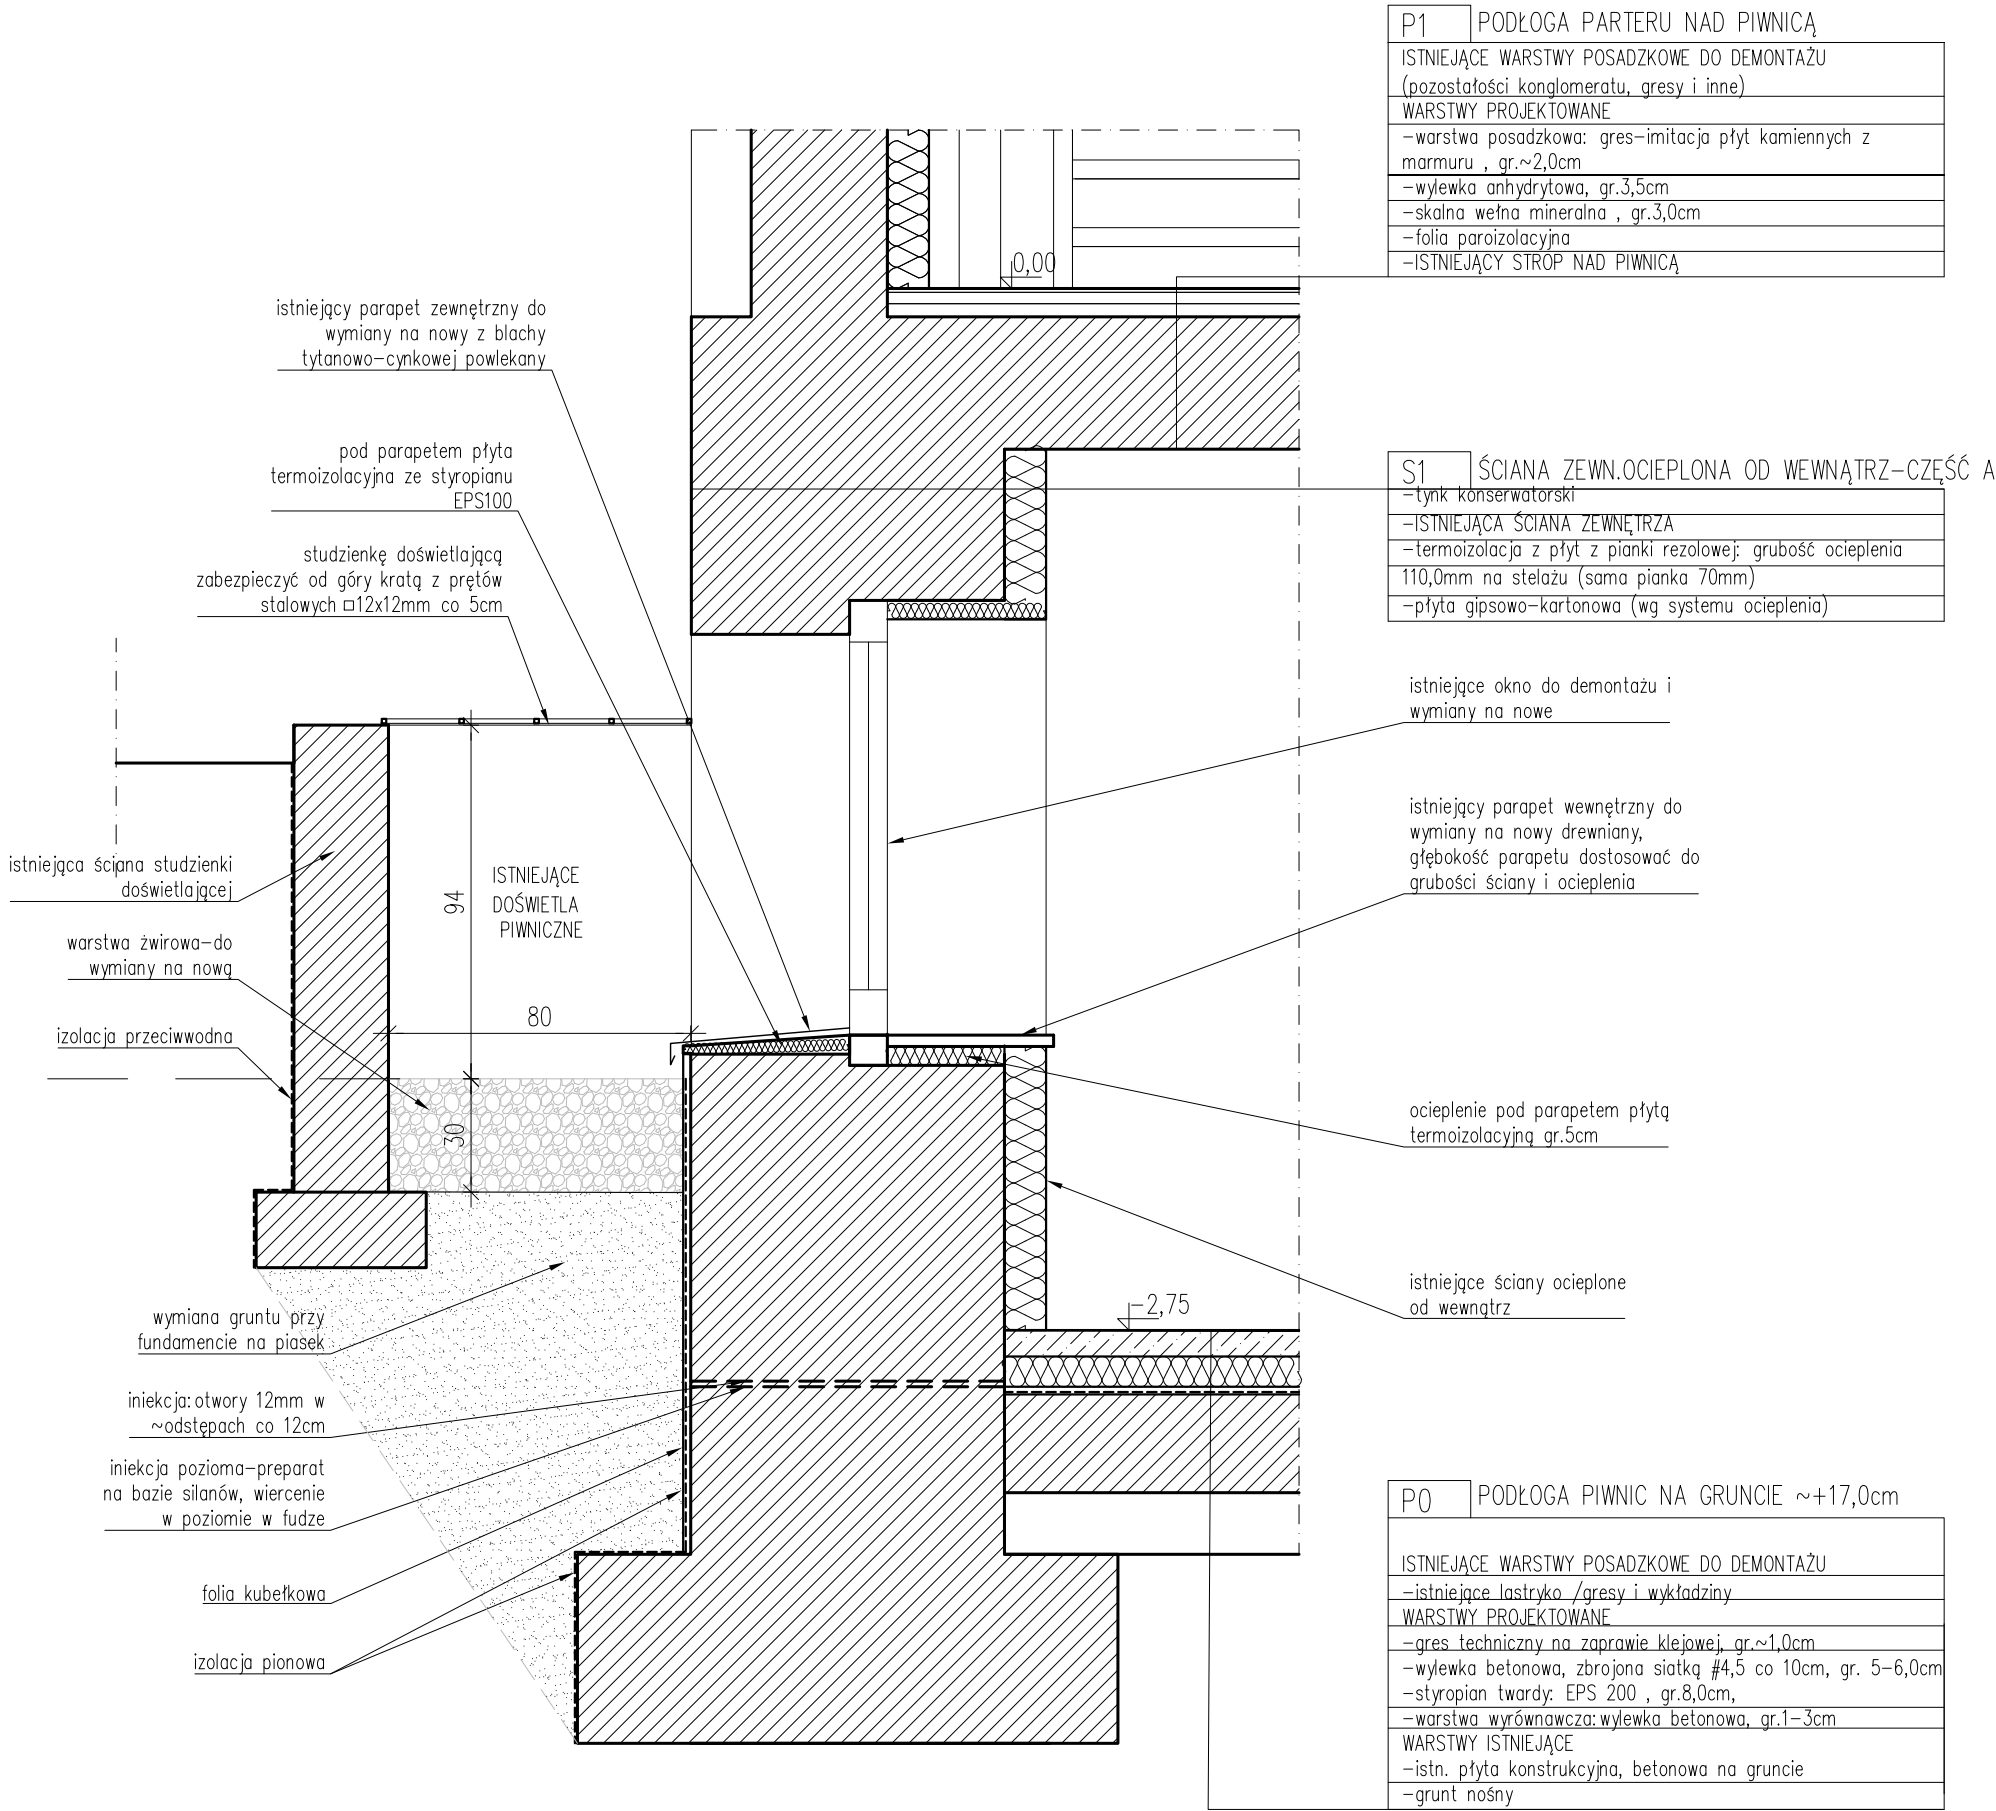 P1
PODŁOGA PARTERU NAD PIWNICĄ
ISTNIEJĄCE WARSTWY POSADZKOWE DO DEMONTAŻU
(pozostałości konglomeratu, gresy i inne)
WARSTWY PROJEKTOWANE
-warstwa posadzkowa: gres-imitacja płyt kamiennych z
marmuru , gr.~2,0cm
-wylewka anhydrytowa, gr.3,5cm
-skalna wełna mineralna , gr.3,0cm
-folia paroizolacyjna
-ISTNIEJĄCY STROP NAD PIWNICĄ
0,00
istniejący parapet zewnętrzny do
wymiany na nowy z blachy
tytanowo-cynkowej powlekany
pod parapetem płyta
termoizolacyjna ze styropianu
EPS100
studzienkę doświetlającą
zabezpieczyć od góry kratą z prętów
stalowych □12x12mm co 5cm
S1
ŚCIANA ZEWN.OCIEPLONA OD WEWNĄTRZ-CZĘŚĆ A
-tynk konserwatorski
-ISTNIEJĄCA ŚCIANA ZEWNĘTRZA
-termoizolacja z płyt z pianki rezolowej: grubość ocieplenia
110,0mm na stelażu (sama pianka 70mm)
-płyta gipsowo-kartonowa (wg systemu ocieplenia)
istniejące okno do demontażu i
wymiany na nowe
istniejący parapet wewnętrzny do
wymiany na nowy drewniany,
głębokość parapetu dostosować do
grubości ściany i ocieplenia
istniejąca ściana studzienki
doświetlającej
94
ISTNIEJĄCE
DOŚWIETLA
PIWNICZNE
warstwa żwirowa-do
wymiany na nową
izolacja przeciwwodna
80
30
ocieplenie pod parapetem płytą
termoizolacyjną gr.5cm
istniejące ściany ocieplone
od wewnątrz
-2,75
wymiana gruntu przy
fundamencie na piasek
iniekcja: otwory 12mm w
~odstępach co 12cm
iniekcja pozioma-preparat
na bazie silanów, wiercenie
w poziomie w fudze
folia kubełkowa
izolacja pionowa
P0
PODŁOGA PIWNIC NA GRUNCIE ~+17,0cm
ISTNIEJĄCE WARSTWY POSADZKOWE DO DEMONTAŻU
-istniejące lastryko /gresy i wykładziny
WARSTWY PROJEKTOWANE
-gres techniczny na zaprawie klejowej, gr.~1,0cm
-wylewka betonowa, zbrojona siatką #4,5 co 10cm, gr. 5-6,0cm
-styropian twardy: EPS 200 , gr.8,0cm,
-warstwa wyrównawcza: wylewka betonowa, gr.1-3cm
WARSTWY ISTNIEJĄCE
-istn. płyta konstrukcyjna, betonowa na gruncie
-grunt nośny